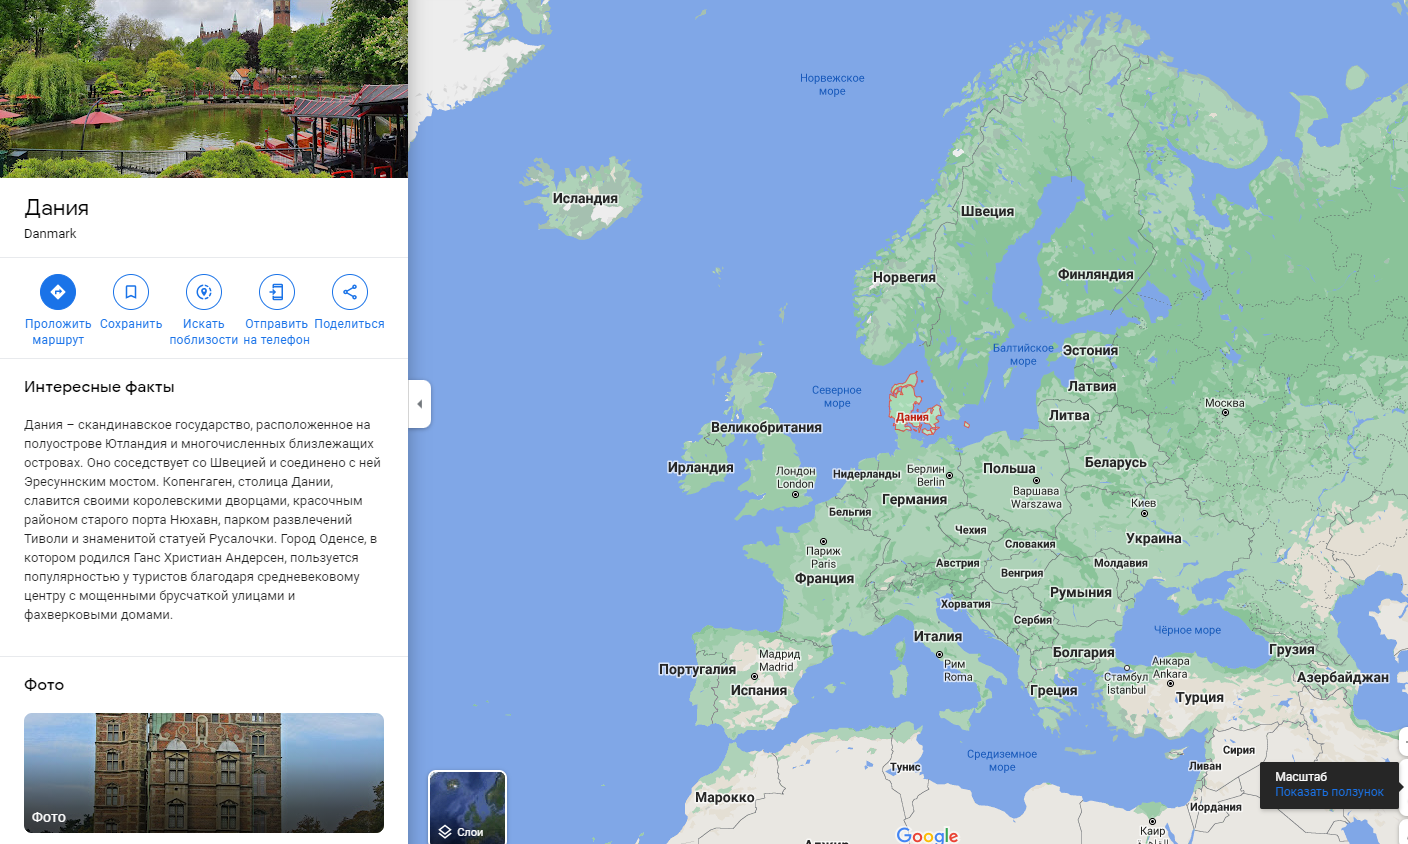 Дания
Danmark
Проложить
маршрут
Сохранить
Искать
поблизости
Отправить
на телефон
Поделиться
Интересные факты
Дания – скандинавское государство, расположенное на
полуострове Ютландия и многочисленных близлежащих
островах. Оно соседствует со Швецией и соединено с ней
Эресуннским мостом. Копенгаген, столица Дании,
славится своими королевскими дворцами, красочным
районом старого порта Нюхавн, парком развлечений
Тиволи и знаменитой статуей Русалочки. Город Оденсе, в
котором родился Ганс Христиан Андерсен, пользуется
популярностью у туристов благодаря средневековому
центру с мощенными брусчаткой улицами и
фахверковыми домами.
Фото
Фото
Слои
Норвежское
море
Исландия
Швеция
Норвегия
Финляндия
Балтийское
море
Эстония
Северное
море
Латвия
Москва
Дания
Литва
Великобритания
Ирландия
Лондон
London
Нидерланды
Берлин
Berlin
Польша
Беларусь
Варшава
Warszawa
Германия
Бельгия
Киев
Чехия
Украина
Париж
Paris
Словакия
Австрия
Молдавия
Франция
Венгрия
Румыния
Хорватия
Сербия
Чёрное море
Италия
Болгария
Грузия
Мадрид
Madrid
Рим
Roma
Португалия
Испания
Стамбул
İstanbul
Анкара
Ankara
Азербайджан
Греция
Турция
Средиземное
море
Сирия
Тунис
Ливан
Масштаб
Показать ползунок
Марокко
Иордания
Каир
Google